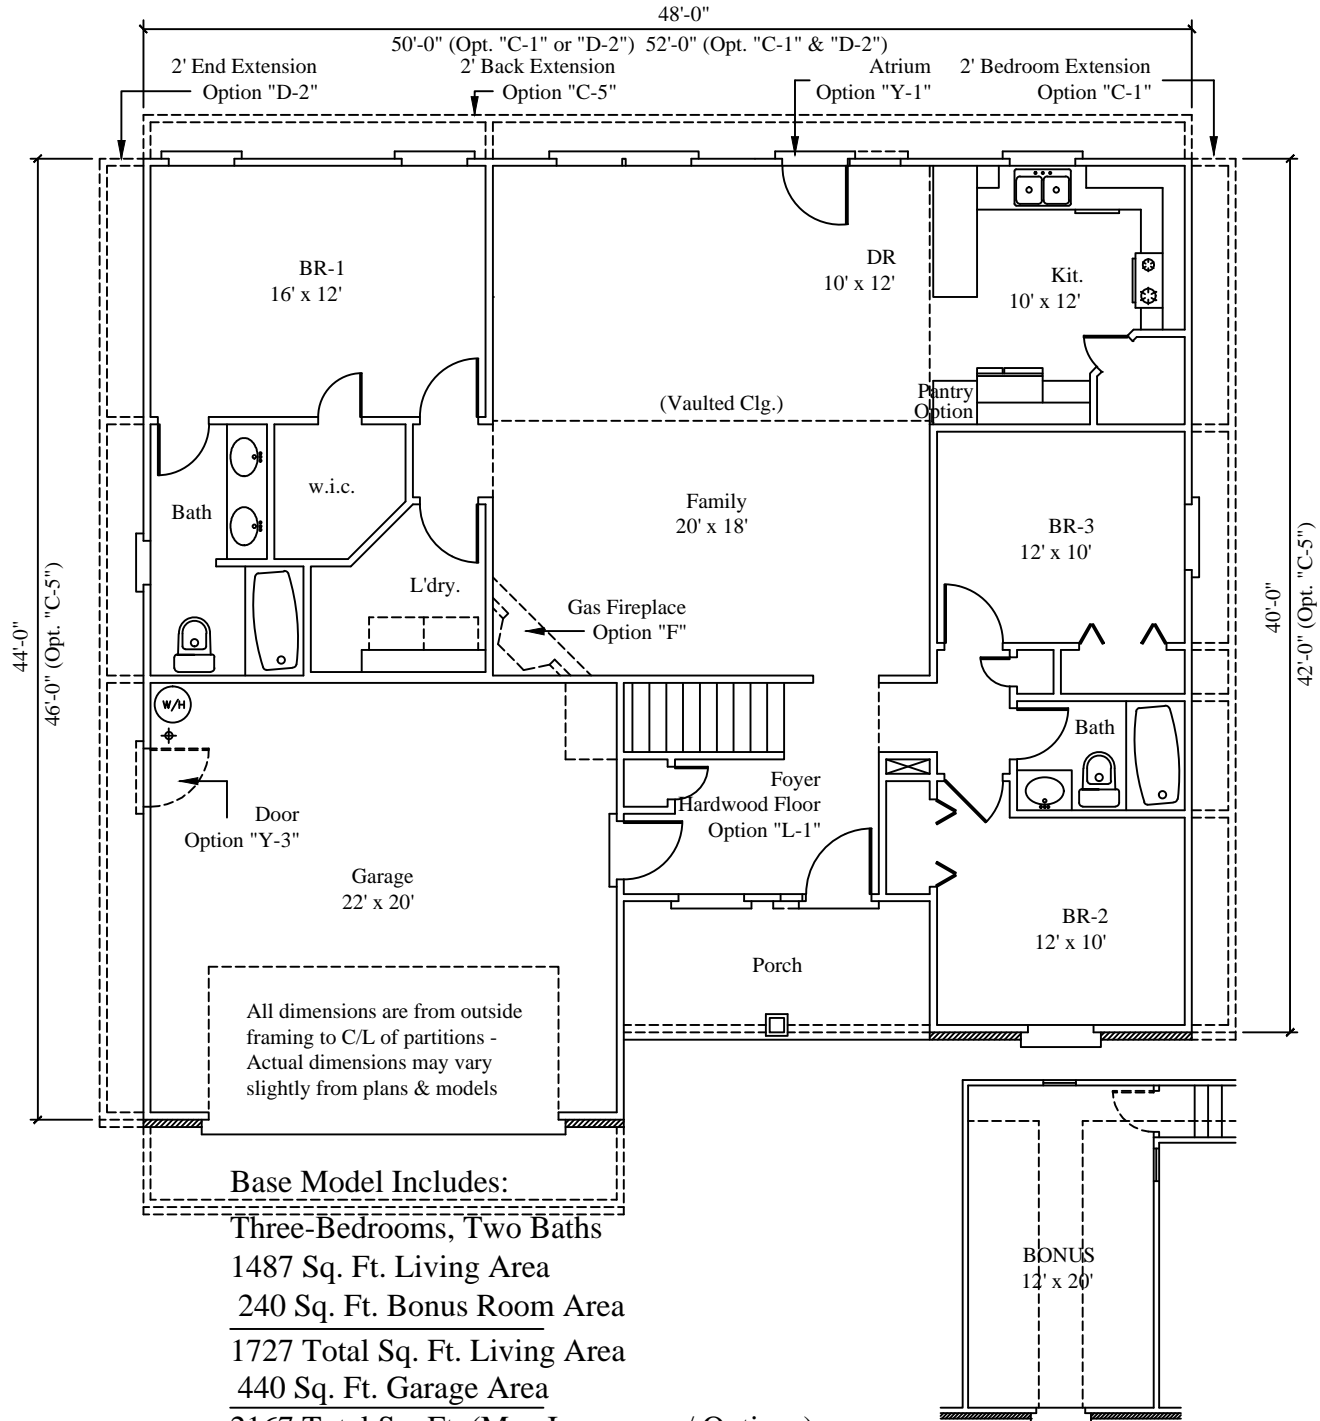 48'-0"
50'-0" (Opt. "C-1" or "D-2") 52'-0" (Opt. "C-1" & "D-2")
2' End Extension
Option "D-2"
2' Back Extension
Option "C-5"
Atrium
Option "Y-1"
2' Bedroom Extension
Option "C-1"
BR-1
16' x 12'
DR
10' x 12'
Kit.
10' x 12'
(Vaulted Clg.)
Pantry
Option
w.i.c.
Bath
Family
20' x 18'
BR-3
12' x 10'
L'dry.
Gas Fireplace
Option "F"
44'-0"
46'-0" (Opt. "C-5")
40'-0"
42'-0" (Opt. "C-5")
W/H
Bath
Foyer
Hardwood Floor
Option "L-1"
Door
Option "Y-3"
Garage
22' x 20'
BR-2
12' x 10'
Porch
All dimensions are from outside
framing to C/L of partitions -
Actual dimensions may vary
slightly from plans & models
Base Model Includes:
Three-Bedrooms, Two Baths
1487 Sq. Ft. Living Area
240 Sq. Ft. Bonus Room Area
1727 Total Sq. Ft. Living Area
440 Sq. Ft. Garage Area
BONUS
12' x 20'
2167 Total Sq. Ft. (May Increase w/ Options)